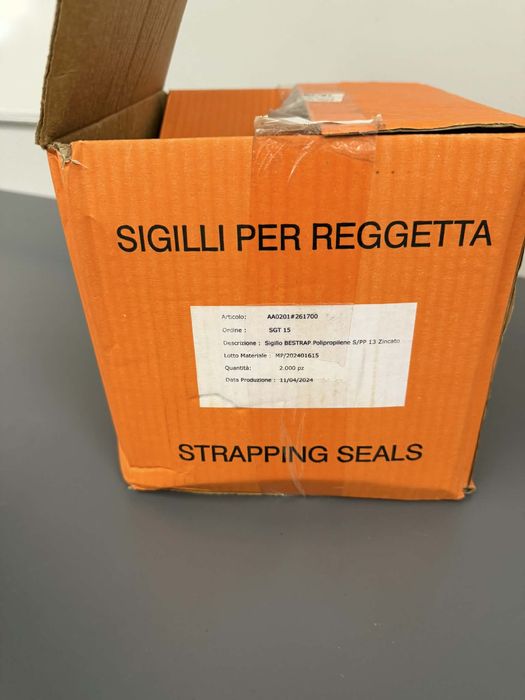 SIGILLI PER REGGETTA
Articolo: AA0201#261700
Ordine : SGT 15
Descrizione : Sigillo BESTRAP Polipropilene S/PP 13 Zincato
Lotto Materiale : MP/202401615
Quantità: 2.000 pz
Data Produzione : 11/04/2024
STRAPPING SEALS